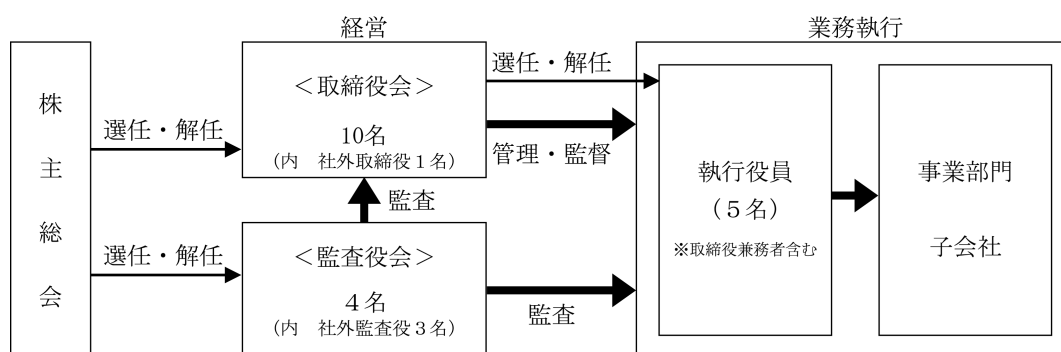 経営
業務執行
株主総会
選任・解任
選任・解任
＜取締役会＞
10名
（内　社外取締役１名）
監査
＜監査役会＞
４名
（内　社外監査役３名）
選任・解任
管理・監督
監査
執行役員
（５名）
※取締役兼務者含む
事業部門
子会社